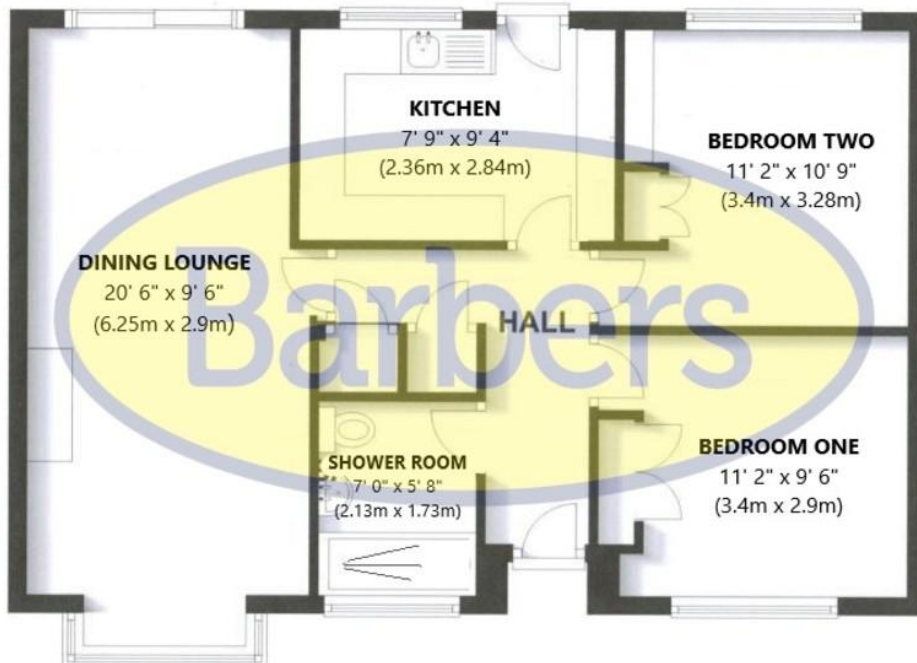 KITCHEN
7' 9" x 9' 4"
(2.36m x 2.84m)
BEDROOM TWO
11' 2" x 10' 9"
(3.4m x 3.28m)
DINING LOUNGE
20' 6" x 9' 6"
(6.25m x 2.9m)
Barbers
HALL
BEDROOM ONE
11' 2" x 9' 6"
(3.4m x 2.9m)
SHOWER ROOM
7' 0" x 5' 8"
(2.13m x 1.73m)